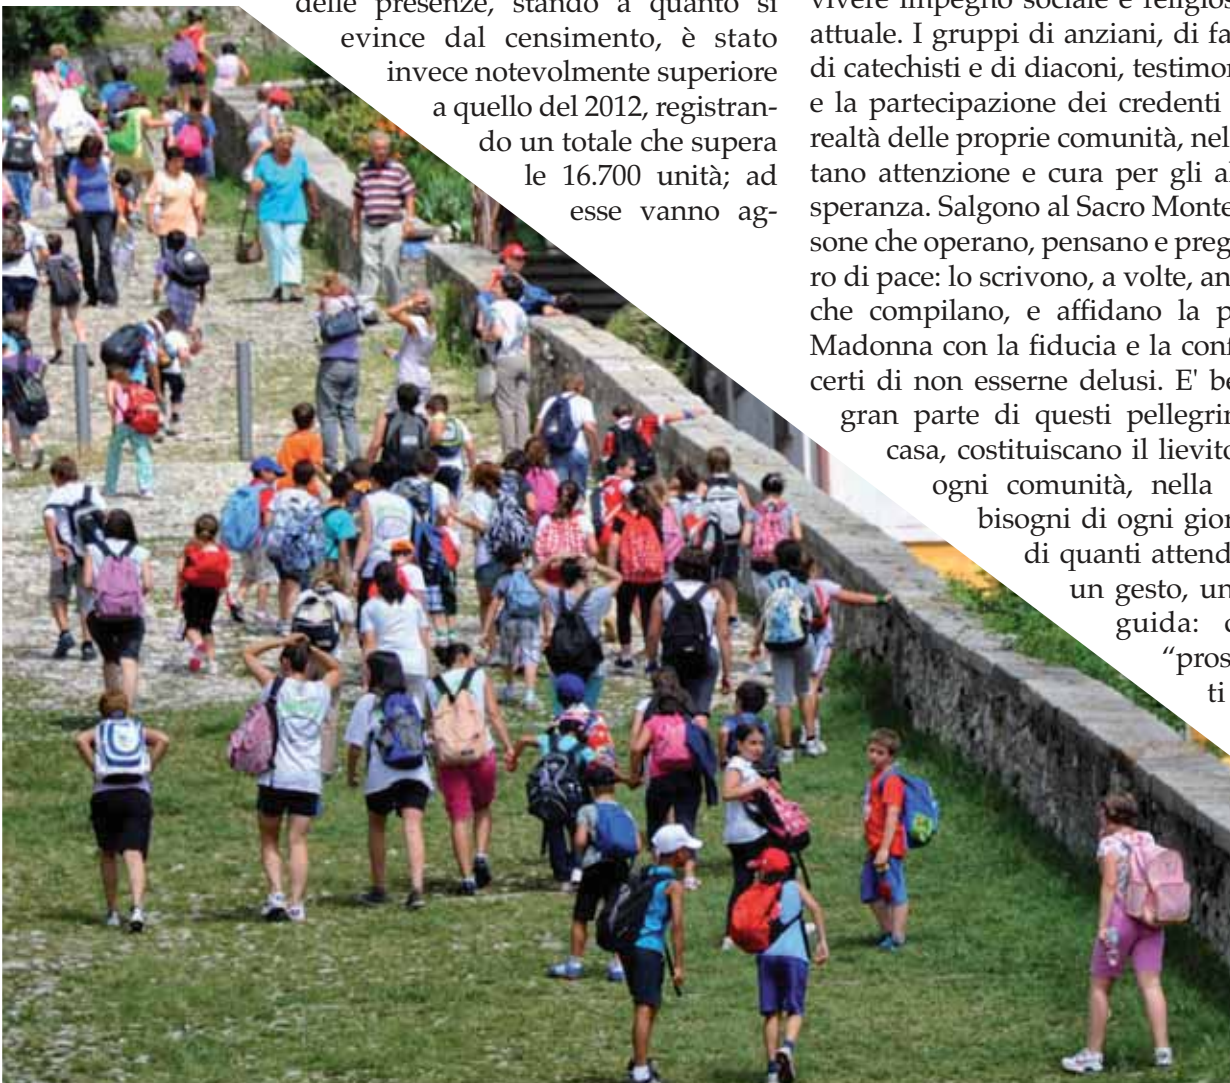 delle presenze, stando a quanto si
evince dal censimento, è stato
invece notevolmente superiore
a quello del 2012, registran-
do un totale che supera
le 16.700 unità; ad
esse vanno ag-
vivere impegno sociale e religios
attuale. I gruppi di anziani, di fa
di catechisti e di diaconi, testimor
e la partecipazione dei credenti
realtà delle proprie comunità, nel
tano attenzione e cura per gli al
speranza. Salgono al Sacro Monte
sone che operano, pensano e preg
ro di pace: lo scrivono, a volte, an
che compilano, e affidano la p
Madonna con la fiducia e la conf
certi di non esserne delusi. E' be
gran parte di questi pellegrin
casa, costituiscano il lievito
ogni comunità, nella
bisogni di ogni gior
di quanti attend
un gesto, un
guida:
“pros
ti